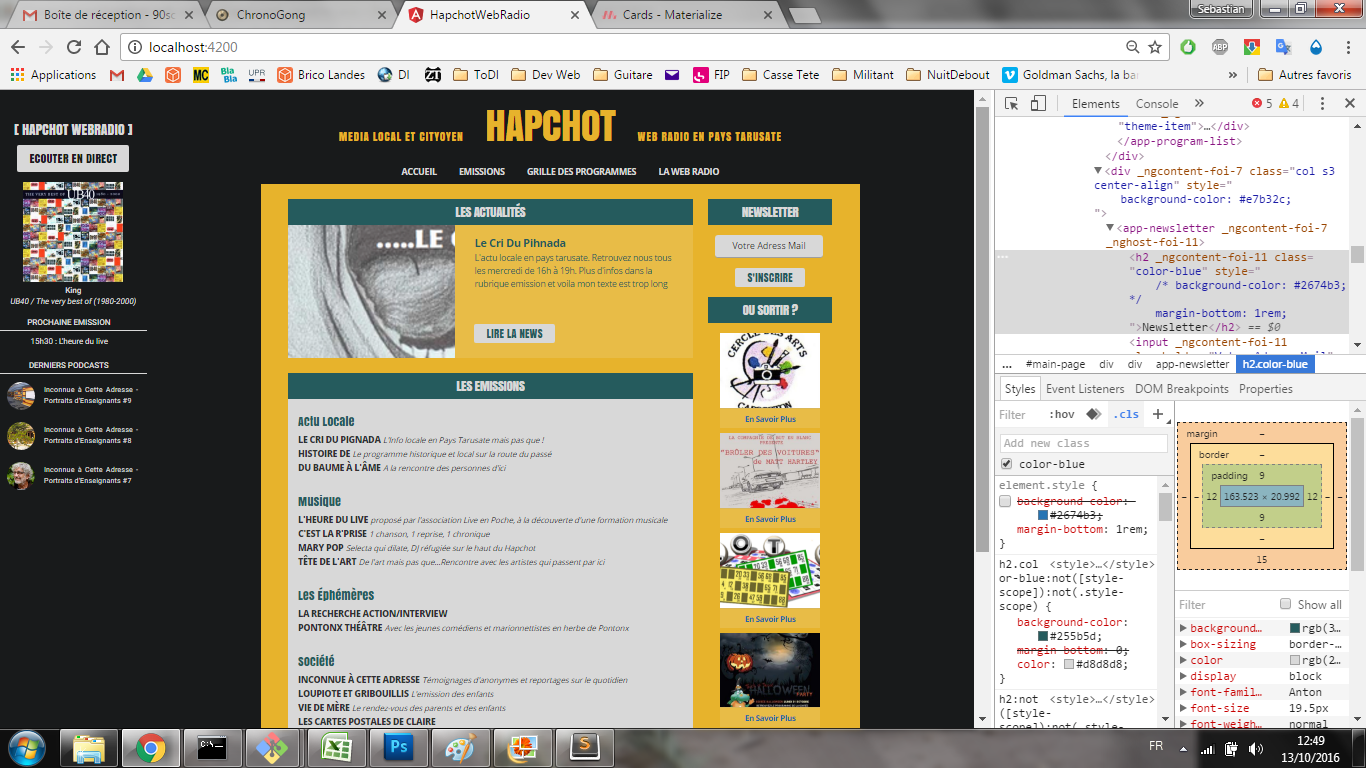 Boîte de réception - 90sc
ChronoGong
HapchotWebRadio
Cards - Materialize
Sebastian
localhost:4200
Applications
MC
Bla Bla
UPR
Brico Landes
DI
ToDI
Dev Web
Guitare
FIP
Casse Tete
Militant
NuitDebout
Goldman Sachs, la ba
»
Autres favoris
[ HAPCHOT WEBRADIO ]
ECOUTER EN DIRECT
THE VERY BEST OF UB40
King
UB40 / The very best of (1980-2000)
PROCHAINE EMISSION
15h30 : L'heure du live
DERNIERS PODCASTS
Inconnue à Cette Adresse -
Portraits d'Enseignants #9
Inconnue à Cette Adresse -
Portraits d'Enseignants #8
Inconnue à Cette Adresse -
Portraits d'Enseignants #7
MEDIA LOCAL ET CITYOYEN
HAPCHOT
WEB RADIO EN PAYS TARUSATE
ACCUEIL
EMISSIONS
GRILLE DES PROGRAMMES
LA WEB RADIO
LES ACTUALITÉS
.....LE C
Le Cri Du Pihnada
L'actu locale en pays tarusate. Retrouvez nous tous
les mercred de 16h à 19h. Plus d'infos dans la
rubrique emission et voila mon texte est trop long
LIRE LA NEWS
LES EMISSIONS
Actu Locale
LE CRI DU PIGNADA L'Info locale en Pays Tarusate mais pas que !
HISTOIRE DE Le programme historique et local sur la route du passé
DU BAUME À L'ÂME A la rencontre des personnes d'ici
Musique
L'HEURE DU LIVE proposé par l'association Live en Poche, à la découverte d'une formation musicale
C'EST LA R'PRISE 1 chanson, 1 reprise, 1 chronique
MARY POP Selecta qui dilate, DJ réfugiée sur le haut du Hapchot
TÊTE DE L'ART De l'art mais pas que...Rencontre avec les artistes qui passent par ici
Les éphémères
LA RECHERCHE ACTION/INTERVIEW
PONTONX THÉÂTRE Avec les jeunes comédiens et marionnettistes en herbe de Pontonx
société
INCONNUE À CETTE ADRESSE Témoignages d'anonymes et reportages sur le quotidien
LOUPIOTE ET GRIBOUILLIS L'emission des enfants
VIE DE MÈRE Le rendez-vous des parents et des enfants
LES CARTES POSTALES DE CLAIRE
NEWSLETTER
Votre Adress Mail
S'INSCRIRE
OU SORTIR ?
CERCLE DES ARTS
En Savoir Plus
"BRÛLER DES VOITURES"
de MATT HARTLEY
En Savoir Plus
OT
En Savoir Plus
HALLOWEEN
PARTY
En Savoir Plus
Elements
Console
»
5
4
"theme-item">…</div>
</app-program-list>
</div>
<div _ngcontent-foi-7 class="col s3
center-align" style="
background-color: #e7b32c;
">
<app-newsletter _ngcontent-foi-7
_nghost-foi-11>
<h2 _ngcontent-foi-11 class=
"color-blue" style="
/* background-color: #2674b3;
*/
margin-bottom: 1rem;
">Newsletter</h2> == $0
<input _ngcontent-foi-11
...
#main-page
div
div
app-newsletter
h2.color-blue
Styles
Event Listeners
DOM Breakpoints
Properties
Filter
:hov
.cls
+
Add new class
color-blue
element.style {
background-color:
#2674b3;
margin-bottom: 1rem;
}
h2.col <style>…</style>
or-blue:not([style-
scope]):not(.style-
scope) {
background-color:
#255b5d;
margin-bottom: 0;
color: #d8d8d8;
}
h2:not <style>…</style>
([style-
margin
–
border
–
padding
9
– – 12 163.523 × 20.992 12 – –
9
–
15
Filter
Show all
background… rgb(3…
box-sizing border-…
color rgb(2…
display block
font-famil… Anton
font-size 19.5px
font-weigh… normal
C:\_
Ps
S
FR
12:49
13/10/2016